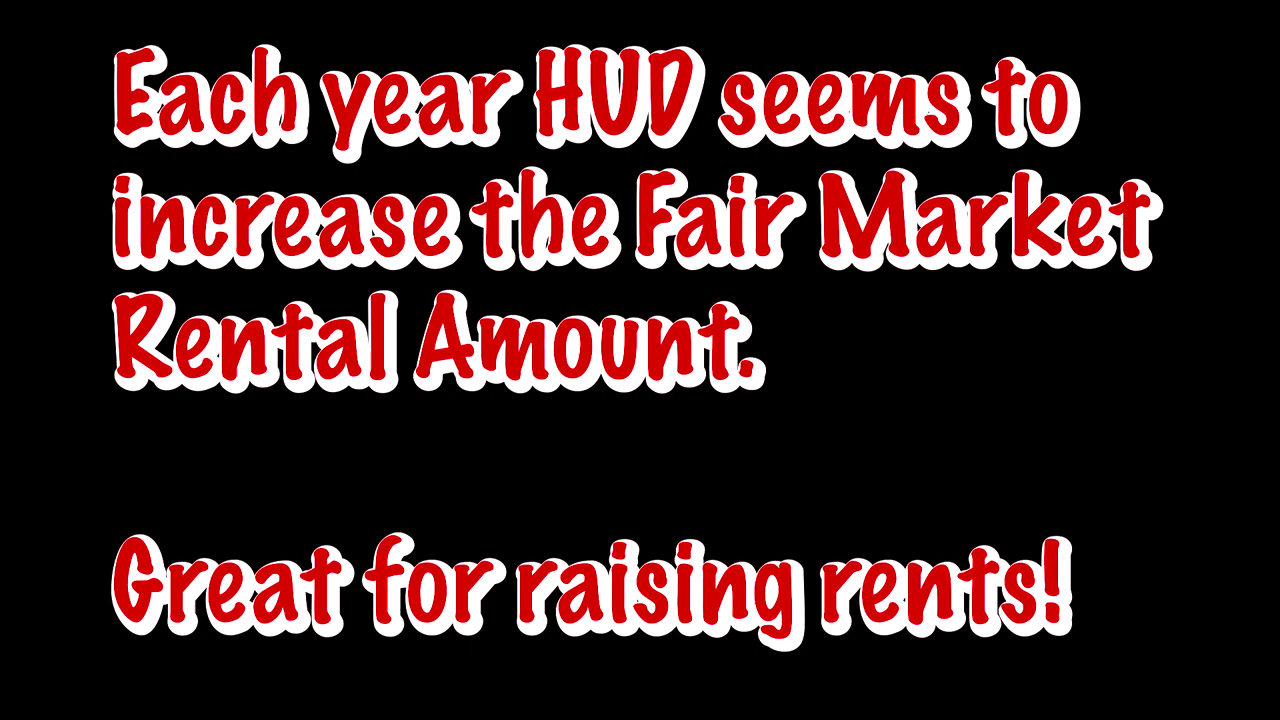 Each year HUD seems to
increase the Fair Market
Rental Amount.
Great for raising rents!